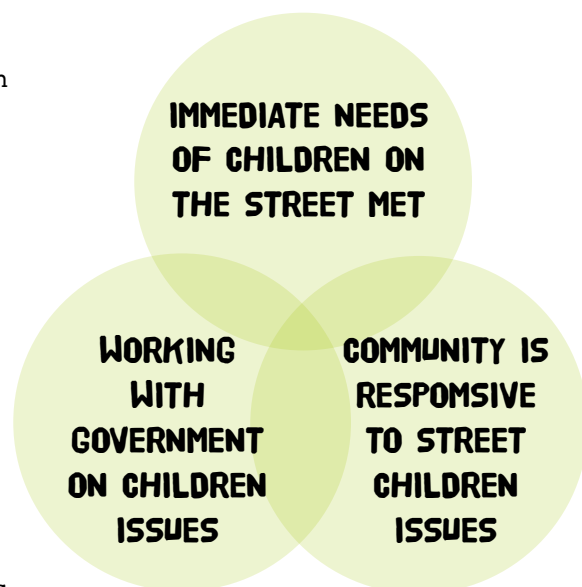 n
IMMEDIATE NEEDS
OF CHILDREN ON
THE STREET MET
WORKING
WITH
GOVERNMENT
ON CHILDREN
ISSUES
COMMUNITY IS
RESPOMSIVE
TO STREET
CHILDREN
ISSUES